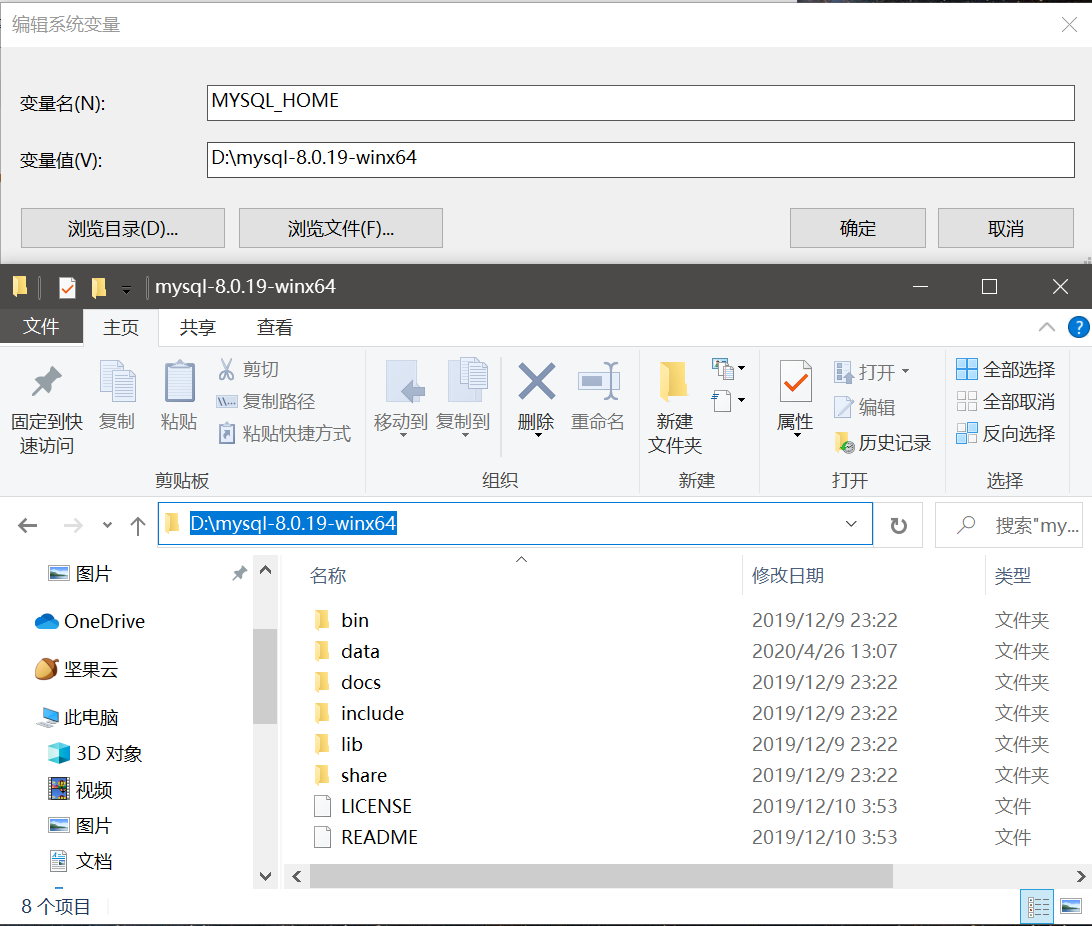 编辑系统变量
变量名(N):
MYSQL_HOME
变量值(V):
D:\mysql-8.0.19-winx64
浏览目录(D)... 浏览文件(F)... 确定 取消
mysql-8.0.19-winx64
文件 主页 共享 查看
固定到快速访问
复制
粘贴
剪切
复制路径
粘贴快捷方式
剪贴板
移动到 复制到 删除 重命名
组织
新建
文件夹
新建
属性
打开
编辑
历史记录
打开
全部选择
全部取消
反向选择
选择
D:\mysql-8.0.19-winx64
搜索"my...
图片
OneDrive
坚果云
此电脑
3D 对象
视频
图片
文档
名称 修改日期 类型
bin 2019/12/9 23:22 文件夹
data 2020/4/26 13:07 文件夹
docs 2019/12/9 23:22 文件夹
include 2019/12/9 23:22 文件夹
lib 2019/12/9 23:22 文件夹
share 2019/12/9 23:22 文件夹
LICENSE 2019/12/10 3:53 文件
README 2019/12/10 3:53 文件
8 个项目